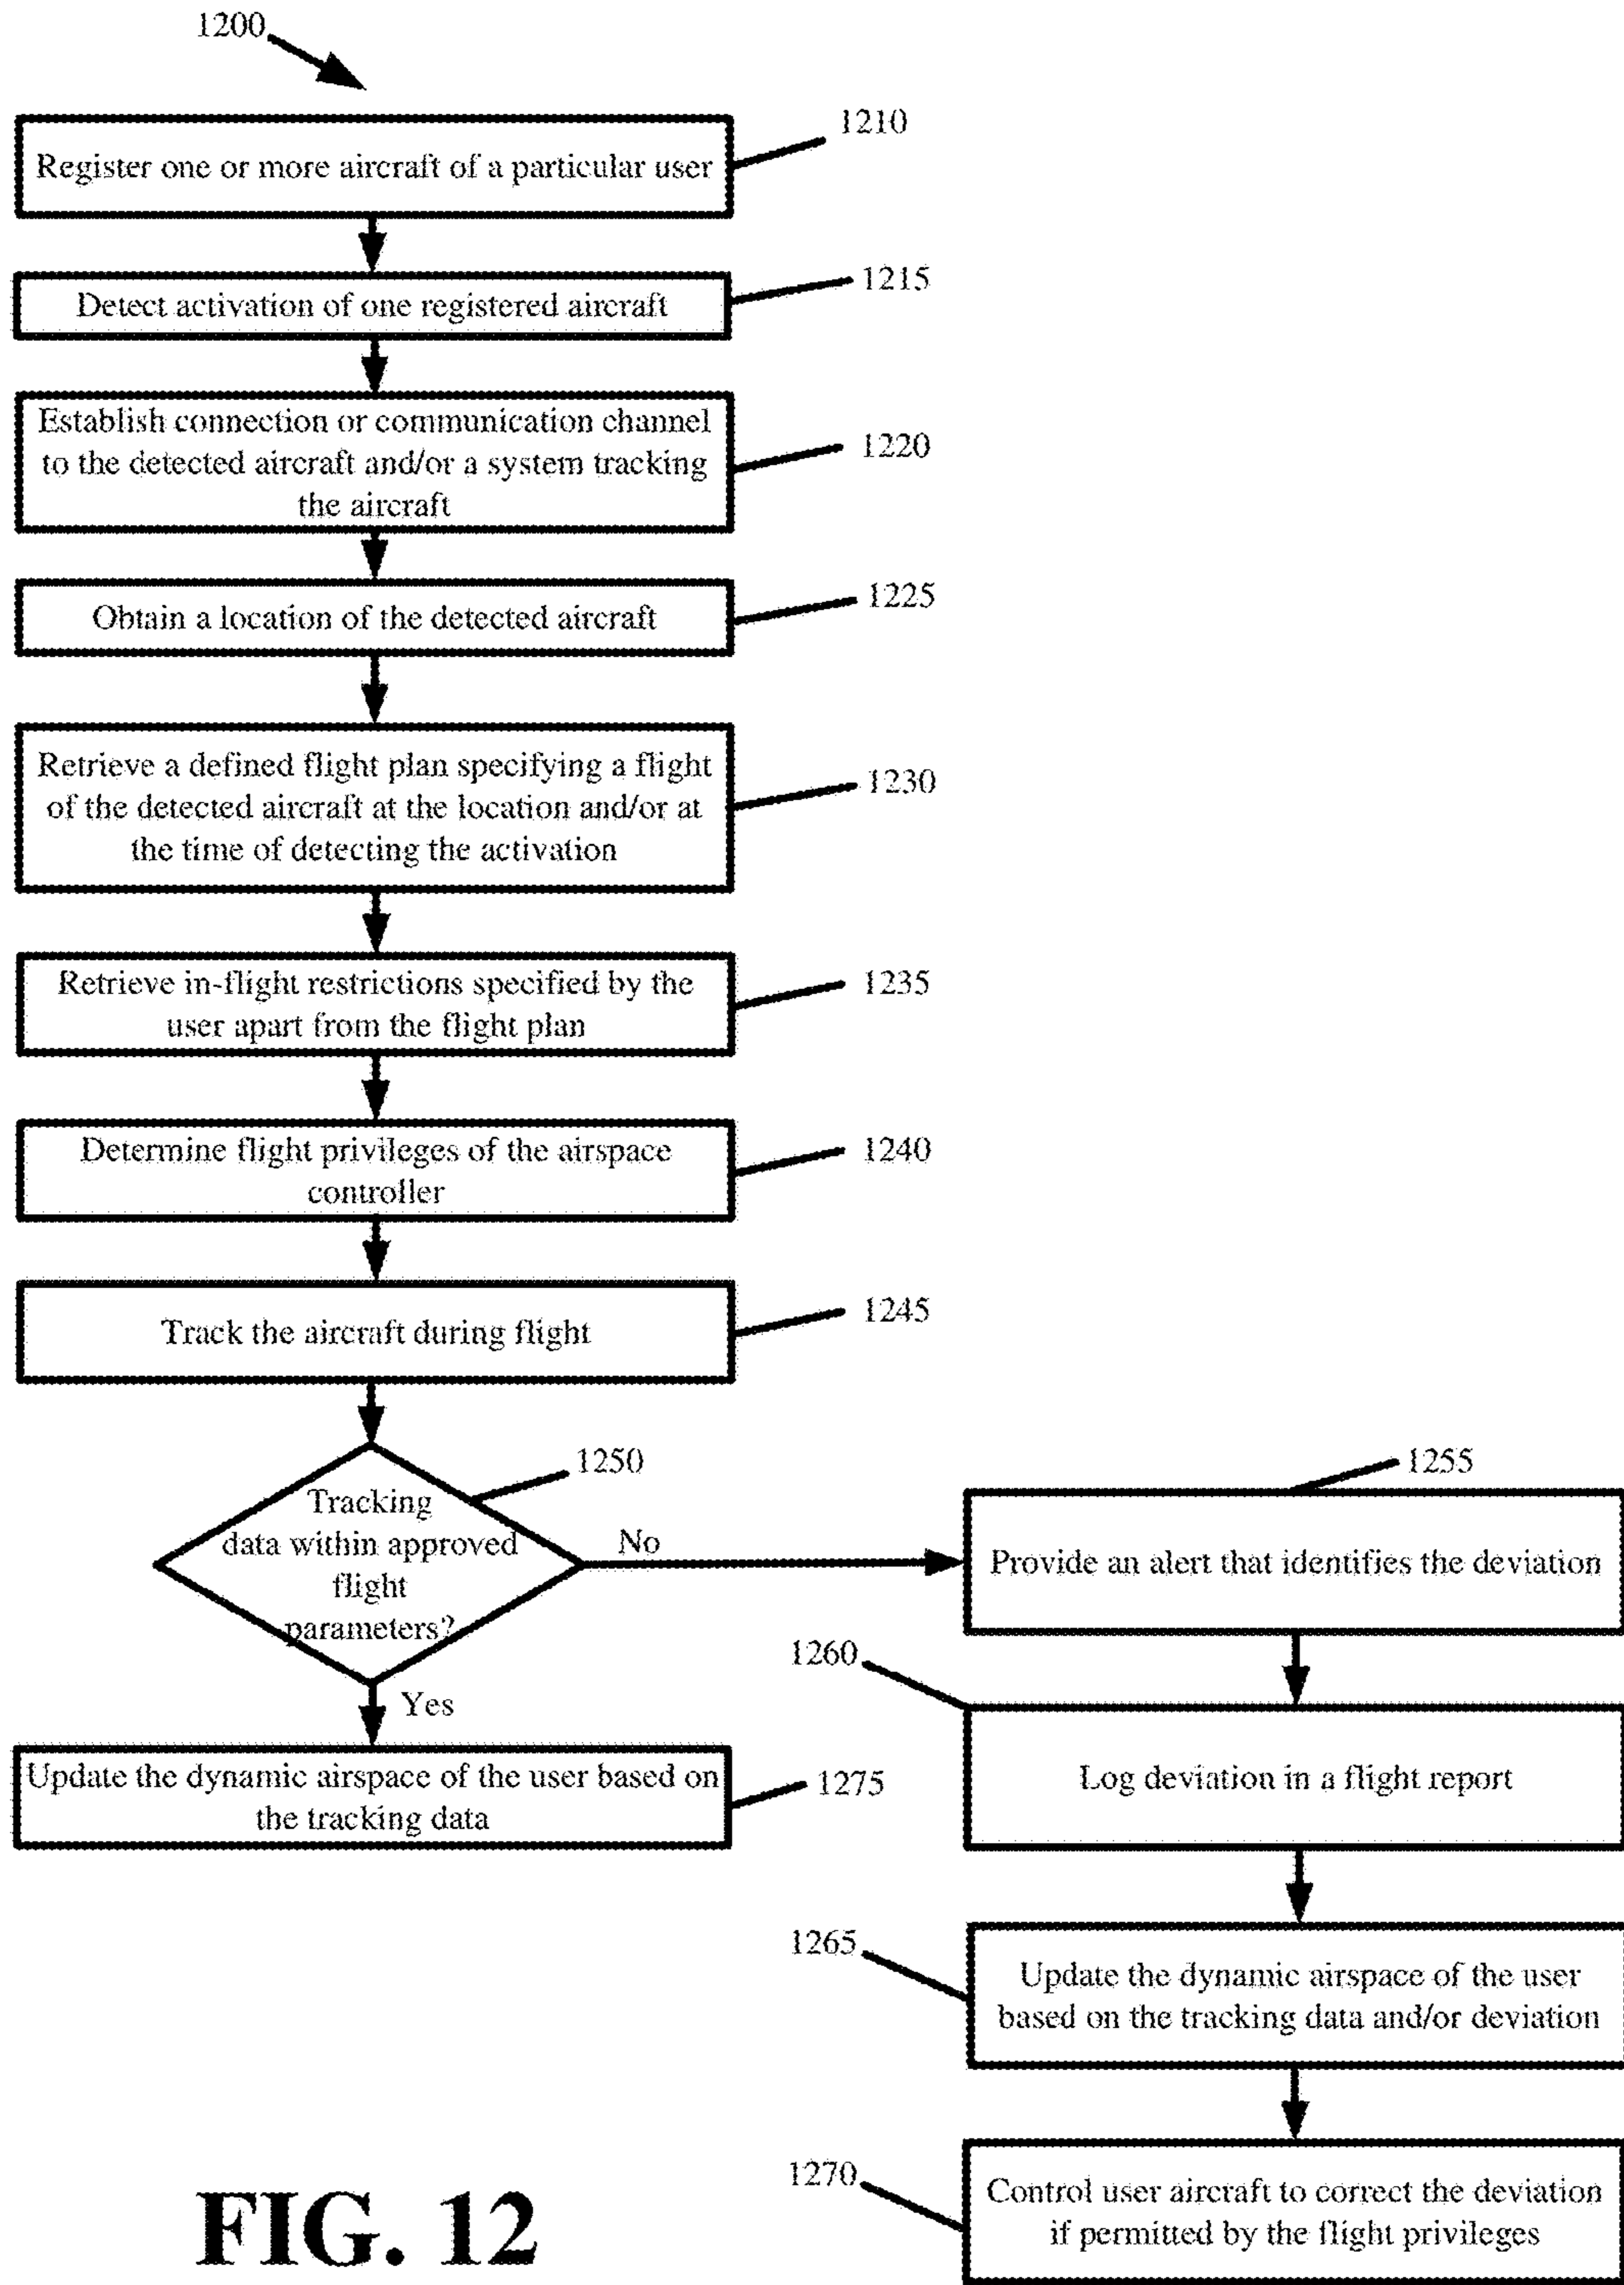 1200
1210
Register one or more aircraft of a particular user
1215
Detect activation of one registered aircraft
Establish connection or communication channel
to the detected aircraft and/or a system tracking
the aircraft
1220
1225
Obtain a location of the detected aircraft
Retrieve a defined flight plan specifying a flight
of the detected aircraft at the location and/or at
the time of detecting the activation
1230
Retrieve in-flight restrictions specified by the
user apart from the flight plan
1235
Determine flight privileges of the airspace
controller
1240
Track the aircraft during flight
1245
1250
Tracking
data within approved
flight
parameters?
No
Yes
1255
Provide an alert that identifies the deviation
1260
Log deviation in a flight report
Update the dynamic airspace of the user based on
the tracking data
1275
1265
Update the dynamic airspace of the user
based on the tracking data and/or deviation
1270
Control user aircraft to correct the deviation
if permitted by the flight privileges
FIG. 12